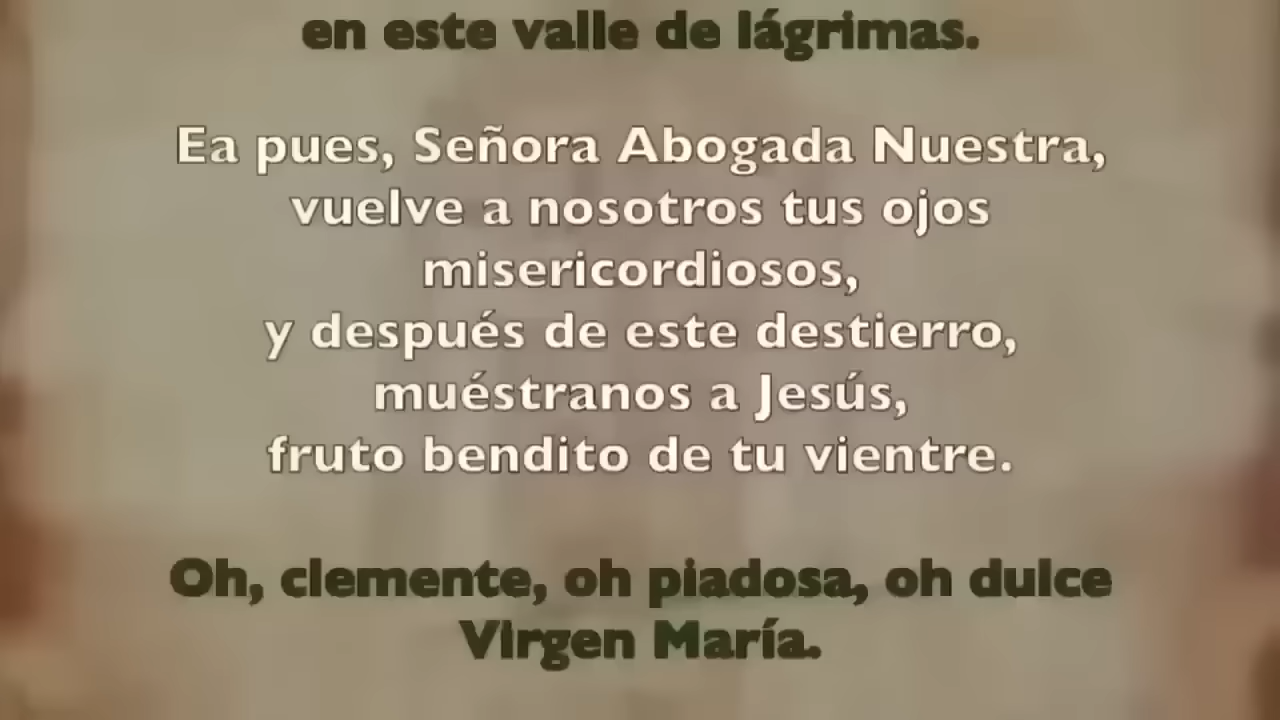 en este valle de lágrimas.
Ea pues, Señora Abogada Nuestra,
vuelve a nosotros tus ojos
misericordiosos,
y después de este destierro,
muéstranos a Jesús,
fruto bendito de tu vientre.
Oh, clemente, oh piadosa, oh dulce
Virgen María.